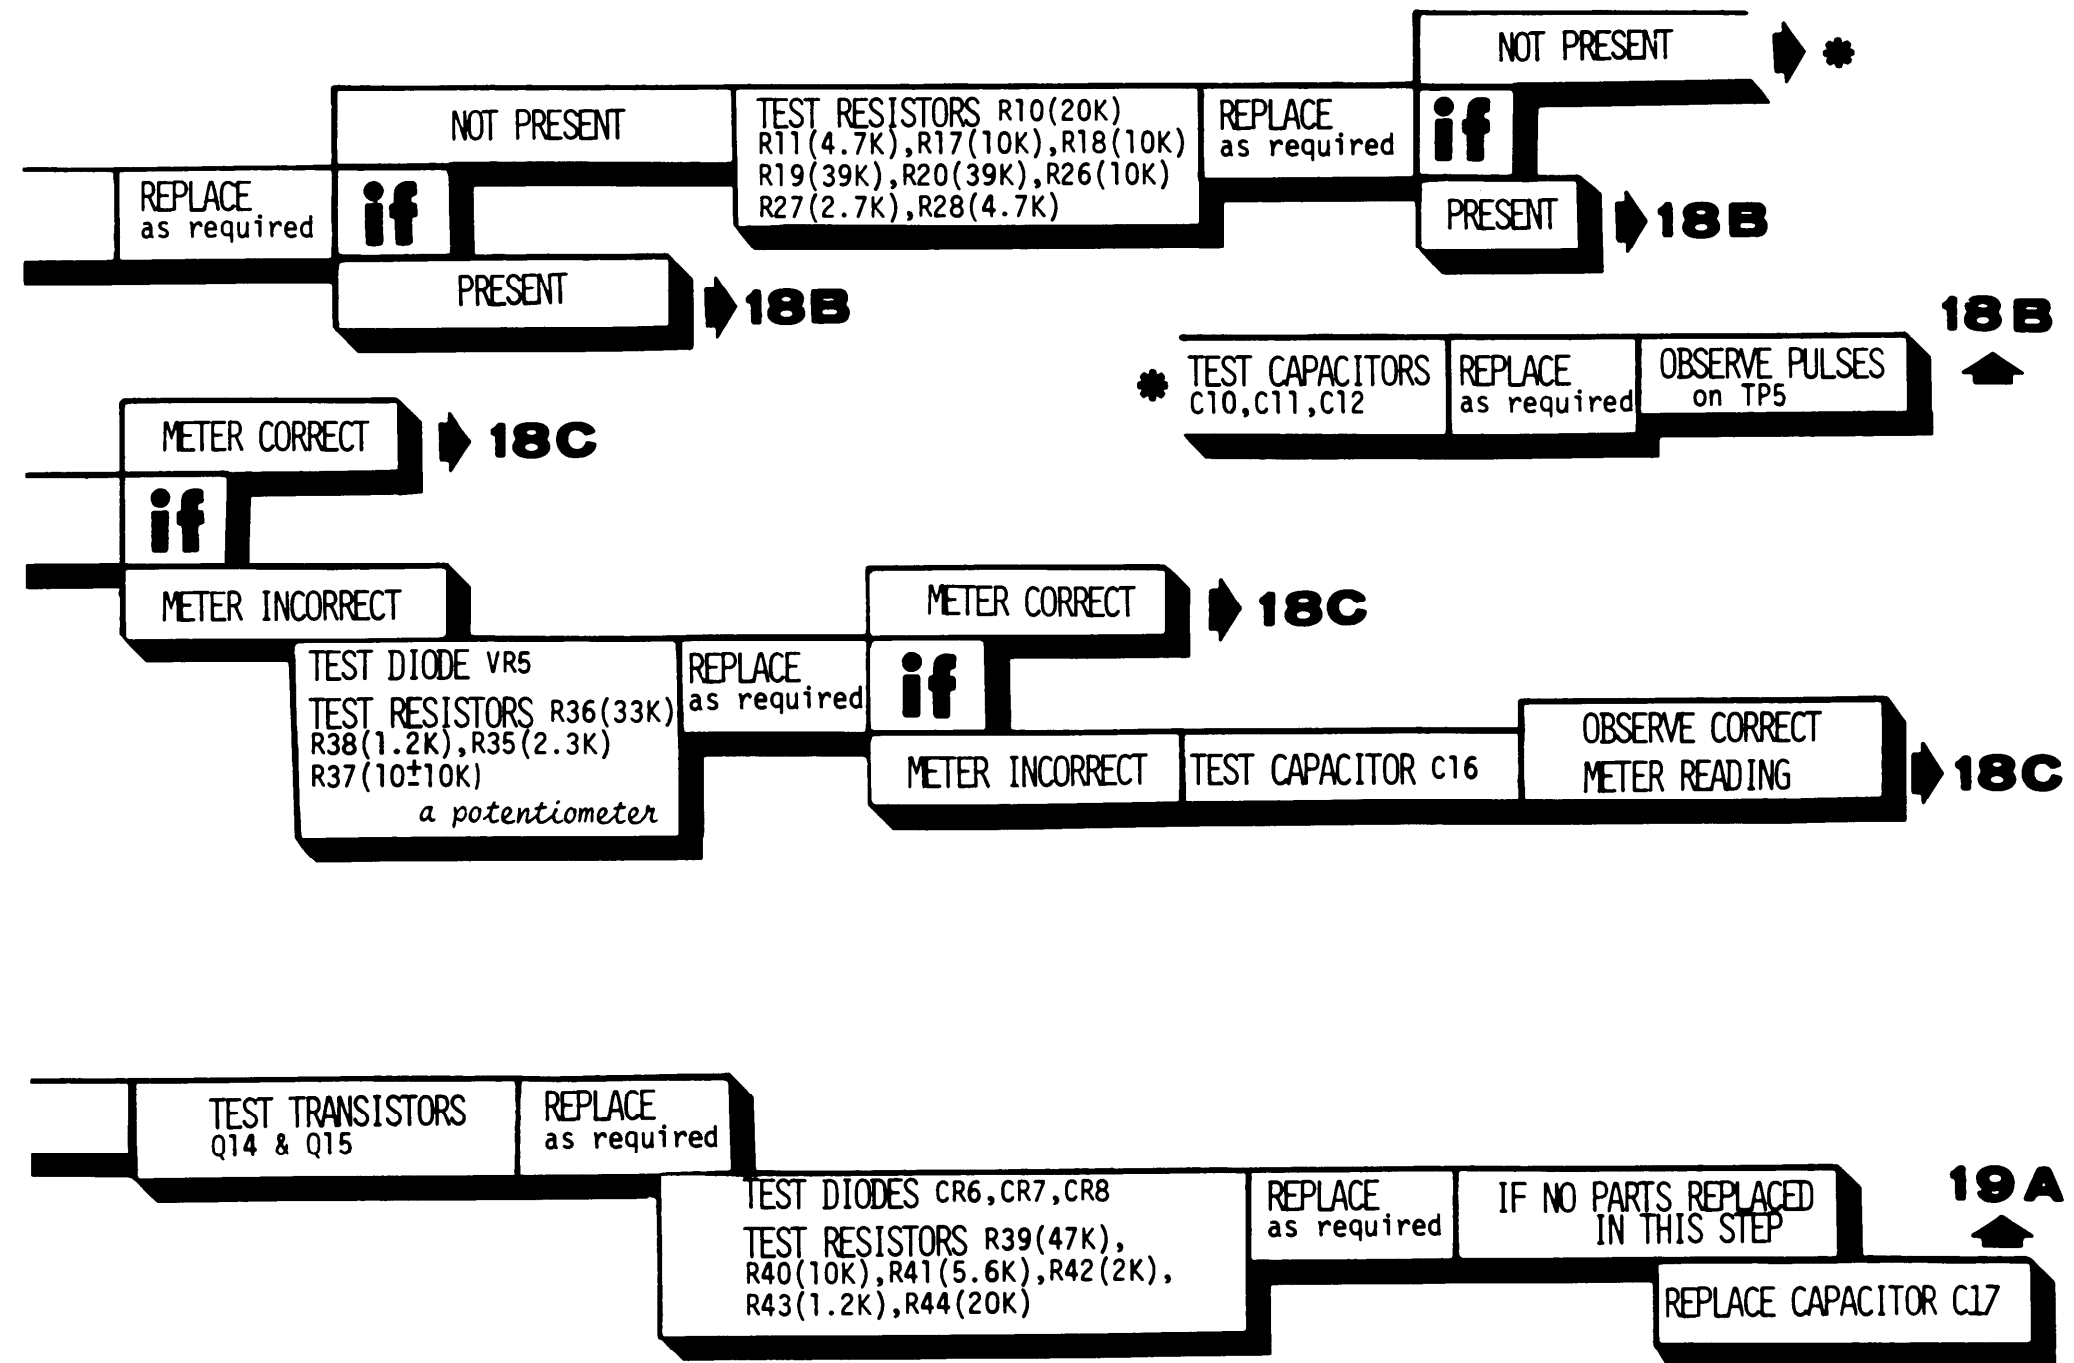 NOT PRESENT
*
NOT PRESENT
TEST RESISTORS R10(20K)
R11(4.7K),R17(10K),R18(10K)
R19(39K),R20(39K),R26(10K)
R27(2.7K),R28(4.7K)
REPLACE
as required
if
REPLACE
as required
if
PRESENT
18B
PRESENT
18B
*
TEST CAPACITORS
C10,C11,C12
REPLACE
as required
OBSERVE PULSES
on TP5
18B
METER CORRECT
18C
if
METER INCORRECT
METER CORRECT
18C
TEST DIODE VR5
TEST RESISTORS R36(33K)
R38(1.2K),R35(2.3K)
R37(10±10K)
a potentiometer
REPLACE
as required
if
METER INCORRECT
TEST CAPACITOR C16
OBSERVE CORRECT
METER READING
18C
TEST TRANSISTORS
Q14 & Q15
REPLACE
as required
TEST DIODES CR6,CR7,CR8
TEST RESISTORS R39(47K),
R40(10K),R41(5.6K),R42(2K),
R43(1.2K),R44(20K)
REPLACE
as required
IF NO PARTS REPLACED
IN THIS STEP
19A
REPLACE CAPACITOR C17